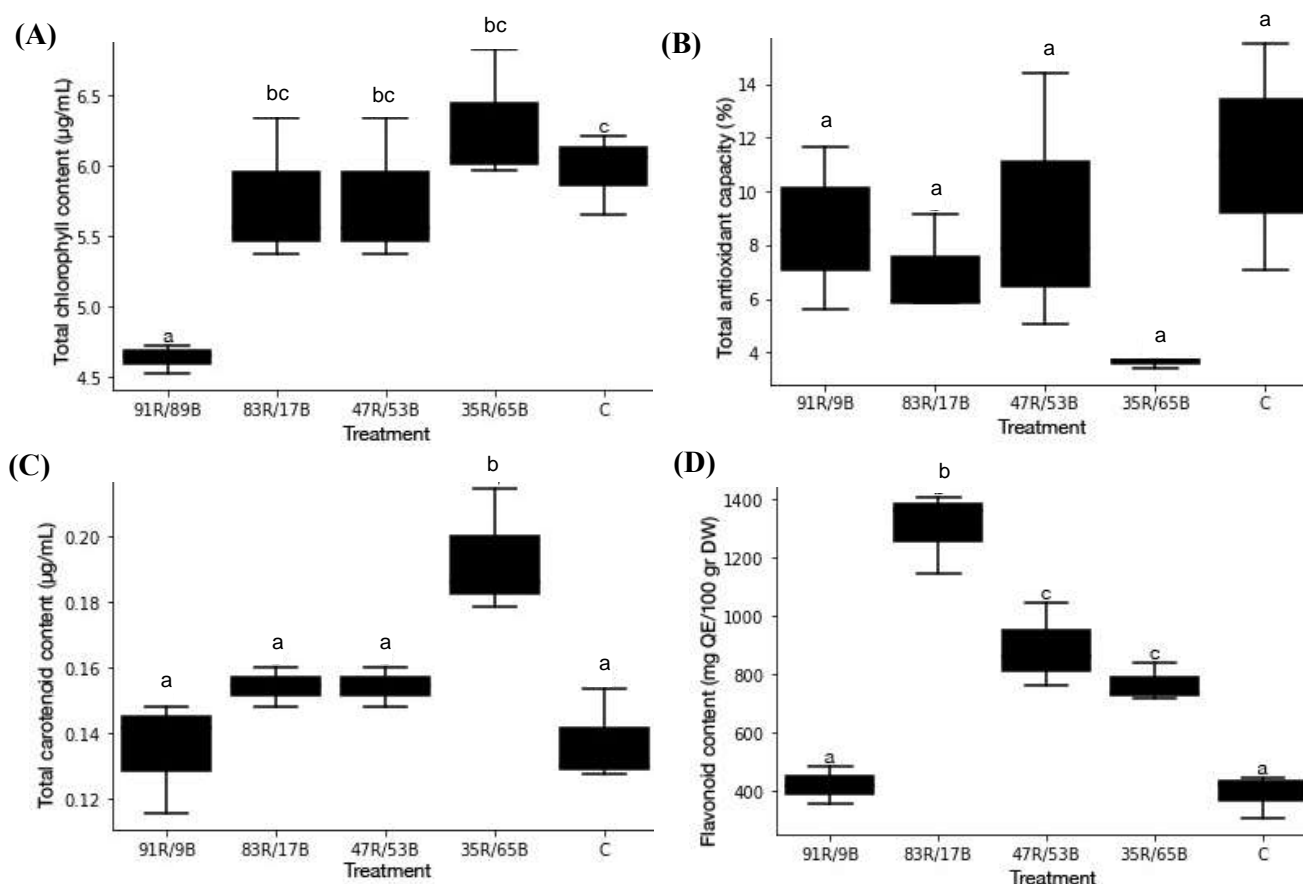 (A)
Total chlorophyll content (µg/mL)
6.5
6.0
5.5
5.0
4.5
a
bc
bc
bc
c
91R/89B 83R/17B 47R/53B 35R/65B C
Treatment
(B)
Total antioxidant capacity (%)
14
12
10
8
6
4
a
a
a
a
a
91R/9B 83R/17B 47R/53B 35R/65B C
Treatment
(C)
Total carotenoid content (µg/mL)
0.20
0.18
0.16
0.14
0.12
a
a
a
b
a
91R/9B 83R/17B 47R/53B 35R/65B C
Treatment
(D)
Flavonoid content (mg QE/100 gr DW)
1400
1200
1000
800
600
400
a
b
c
c
a
91R/9B 83R/17B 47R/53B 35R/65B C
Treatment